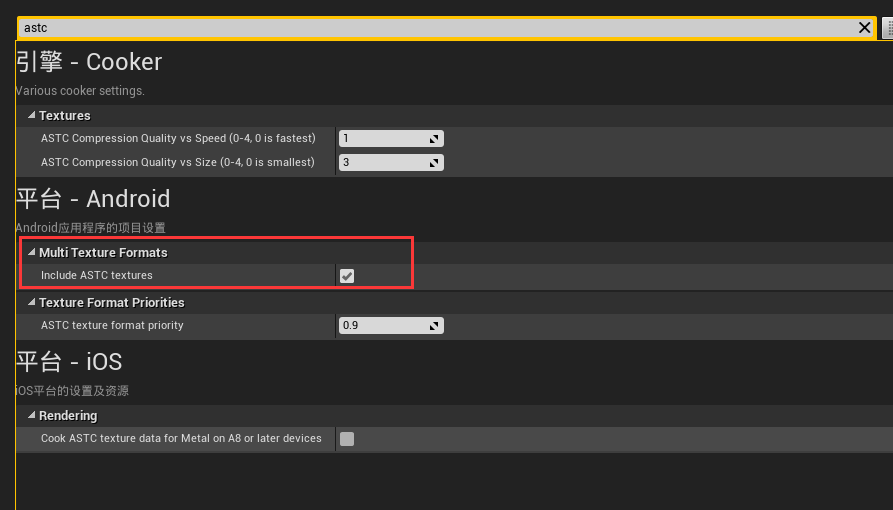 astc
引擎 - Cooker
Various cooker settings.
Textures
ASTC Compression Quality vs Speed (0-4, 0 is fastest) 1
ASTC Compression Quality vs Size (0-4, 0 is smallest) 3
平台 - Android
Android应用程序的项目设置
Multi Texture Formats
Include ASTC textures
Texture Format Priorities
ASTC texture format priority 0.9
平台 - iOS
iOS平台的设置及资源
Rendering
Cook ASTC texture data for Metal on A8 or later devices